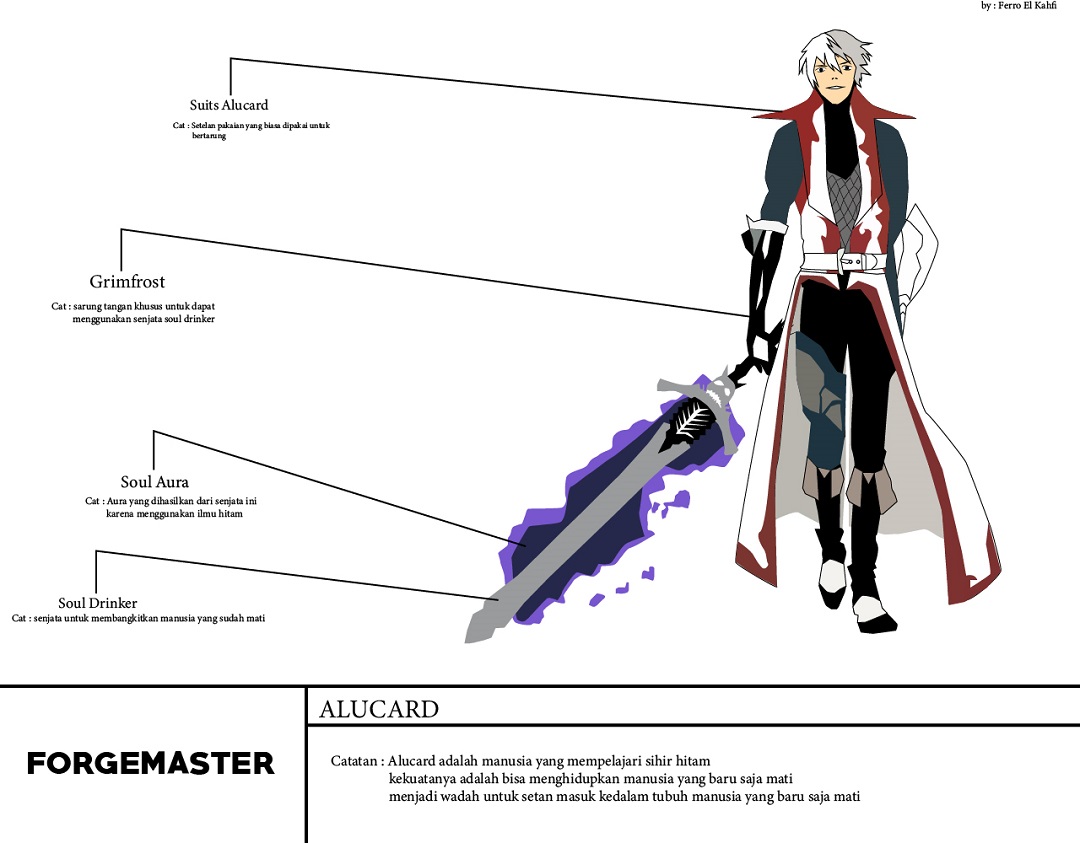 by : Ferro El Kahfi
Suits Alucard
Cat : Setelan pakaian yang biasa dipakai untuk
bertarung
Grimfrost
Cat : sarung tangan khusus untuk dapat
menggunakan senjata soul drinker
Soul Aura
Cat : Aura yang dihasilkan dari senjata ini
karena menggunakan ilmu hitam
Soul Drinker
Cat : senjata untuk membangkitkan manusia yang sudah mati
FORGEMASTER
ALUCARD
Catatan : Alucard adalah manusia yang mempelajari sihir hitam
kekuatanya adalah bisa menghidupkan manusia yang baru saja mati
menjadi wadah untuk setan masuk kedalam tubuh manusia yang baru saja mati